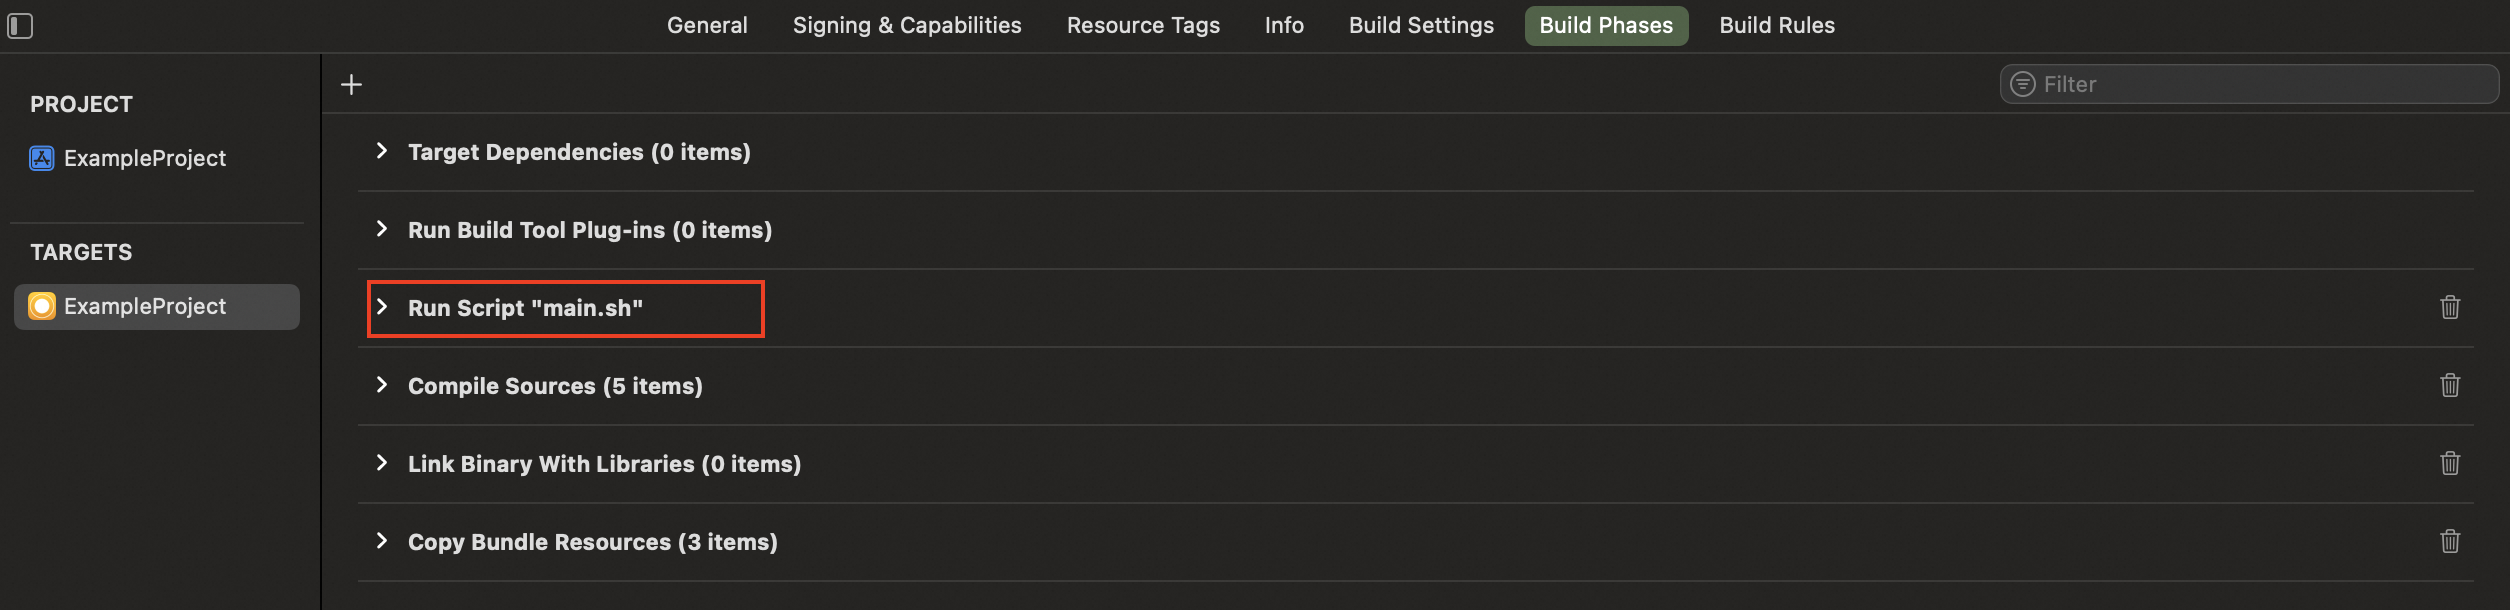 General Signing & Capabilities Resource Tags Info Build Settings Build Phases Build Rules
Filter
PROJECT
ExampleProject
TARGETS
ExampleProject
Target Dependencies (0 items)
Run Build Tool Plug-ins (0 items)
Run Script "main.sh"
Compile Sources (5 items)
Link Binary With Libraries (0 items)
Copy Bundle Resources (3 items)